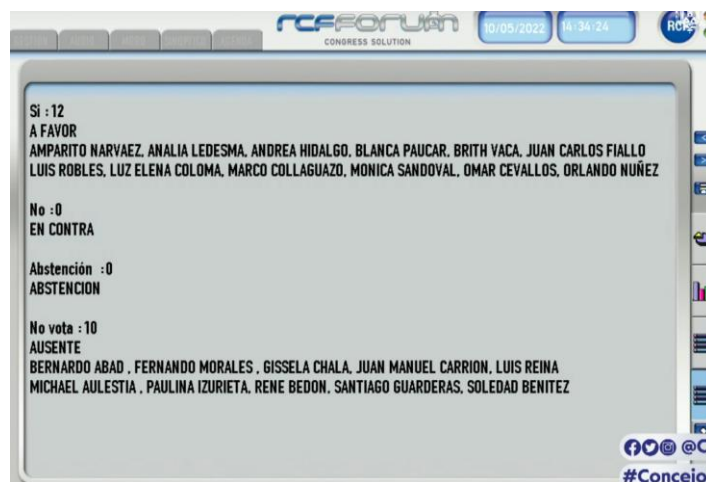 RCFFORUM
CONGRESS SOLUTION
10/05/2022
14:34:24
RCF
Si : 12
A FAVOR
AMPARITO NARVAEZ, ANALIA LEDESMA, ANDREA HIDALGO, BLANCA PAUCAR, BRITH VACA, JUAN CARLOS FIALLO
LUIS ROBLES, LUZ ELENA COLOMA, MARCO COLLAGUAZO, MONICA SANDOVAL, OMAR CEVALLOS, ORLANDO NUÑEZ
No :0
EN CONTRA
Abstención :0
ABSTENCION
No vota : 10
AUSENTE
BERNARDO ABAD , FERNANDO MORALES , GISSELA CHALA, JUAN MANUEL CARRION, LUIS REINA
MICHAEL AULESTIA , PAULINA IZURIETA, RENE BEDON, SANTIAGO GUARDERAS, SOLEDAD BENITEZ
@C
#Concejo